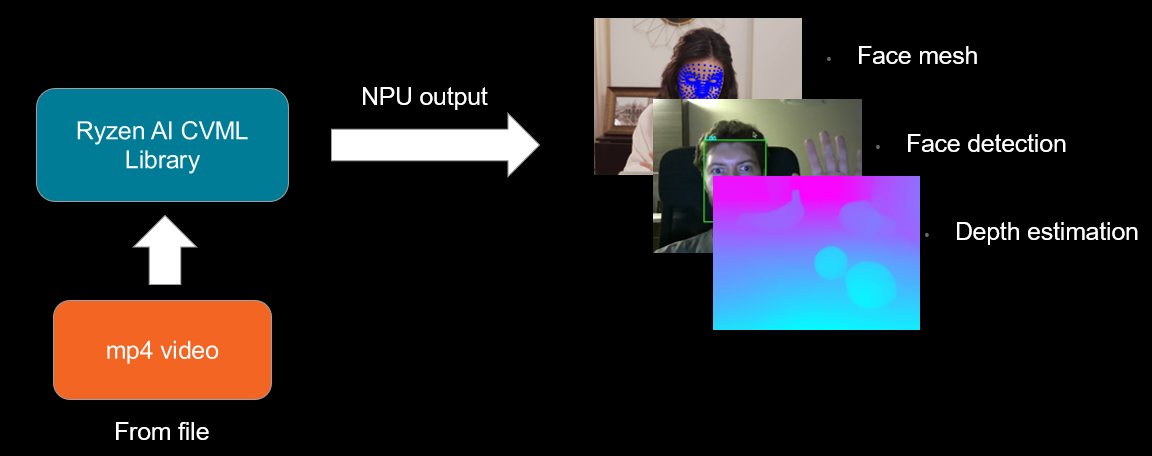 Ryzen AI CVML
Library
NPU output
mp4 video
From file
Face mesh
Face detection
Depth estimation